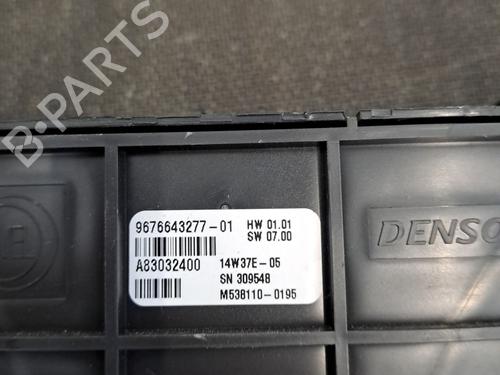 B-PARTS
9676643277-01 HW 01.01
SW 07.00
A83032400 14W37E-05
SN 309548
M538110-0195
DENSO